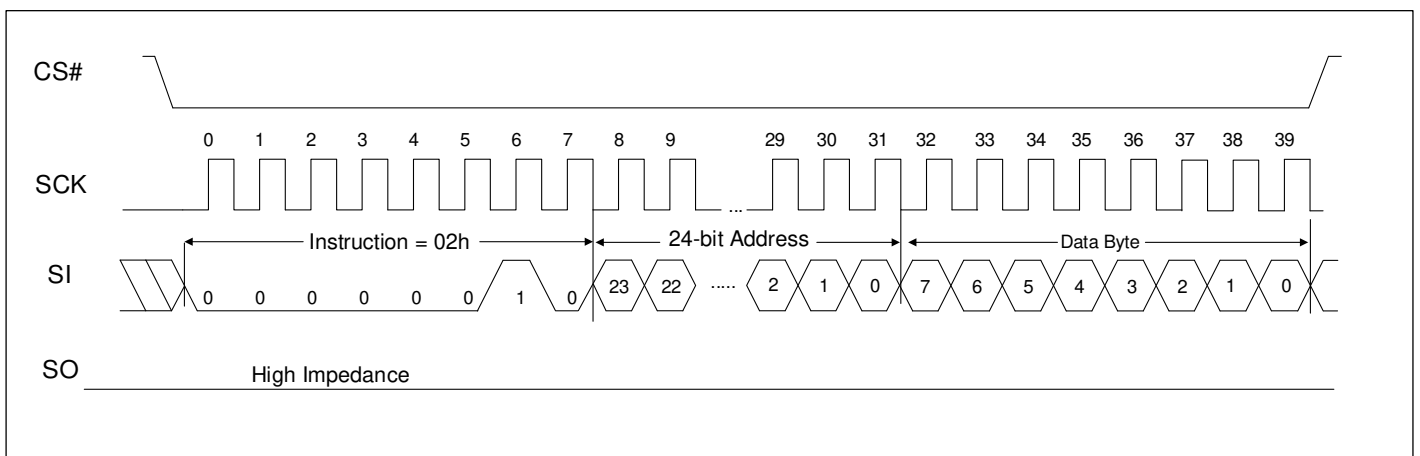 CS#
0 1 2 3 4 5 6 7 8 9 29 30 31 32 33 34 35 36 37 38 39
SCK
...
Instruction = 02h 24-bit Address Data Byte
SI
0 0 0 0 0 0 1 0 23 22 ..... 2 1 0 7 6 5 4 3 2 1 0
SO
High Impedance